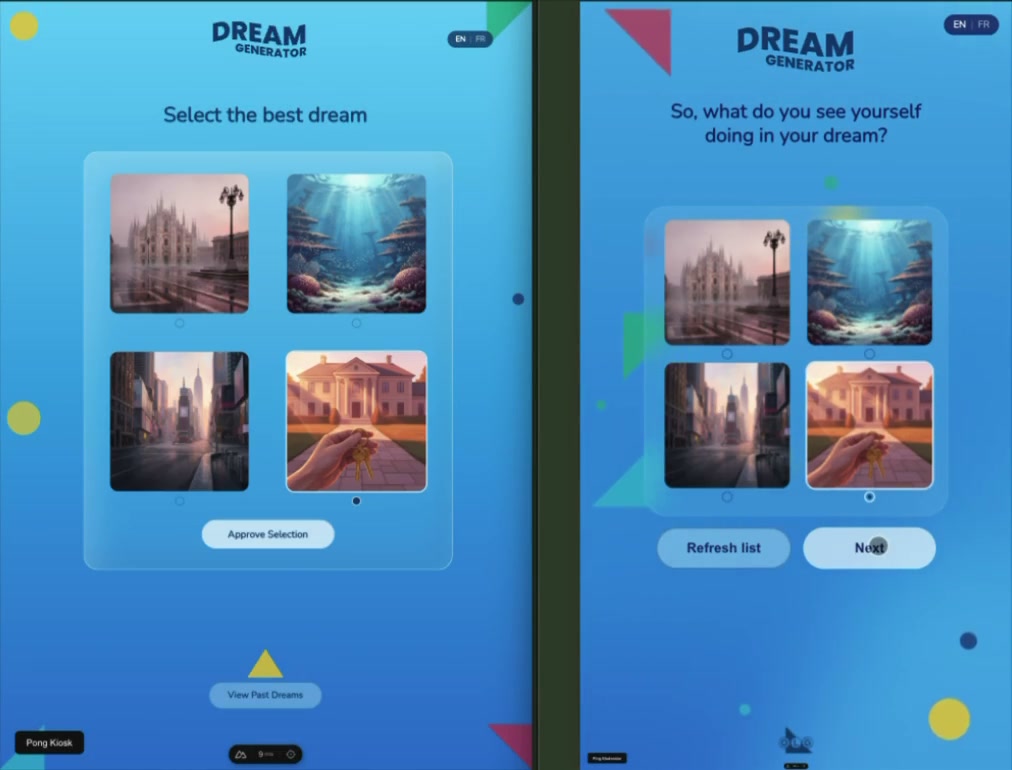 DREAM
GENERATOR
EN | FR
Select the best dream
Approve Selection
View Past Dreams
Pong Kiosk
DREAM
GENERATOR
EN | FR
So, what do you see yourself
doing in your dream?
Refresh list
Next